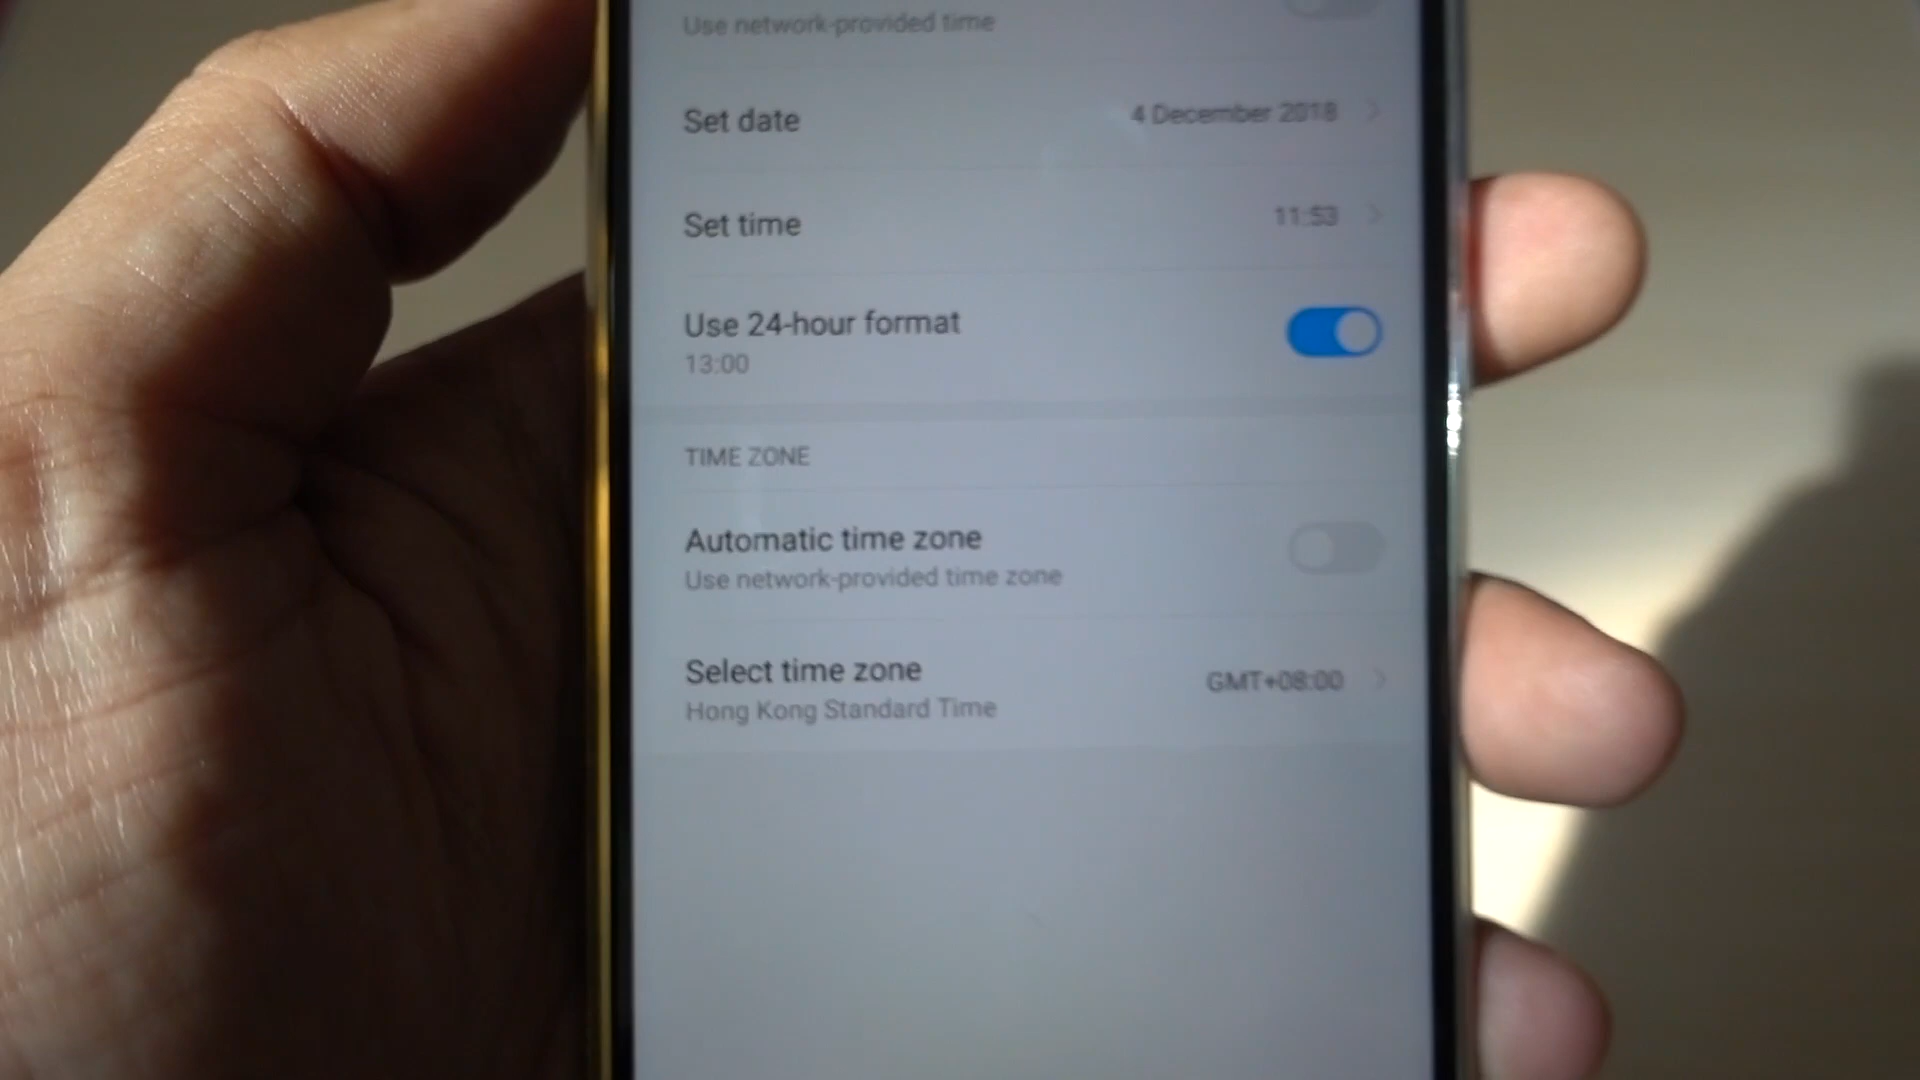 Use network-provided time
Set date
4 December 2018
Set time
11:53
Use 24-hour format
13:00
TIME ZONE
Automatic time zone
Use network-provided time zone
Select time zone
GMT+08:00
Hong Kong Standard Time